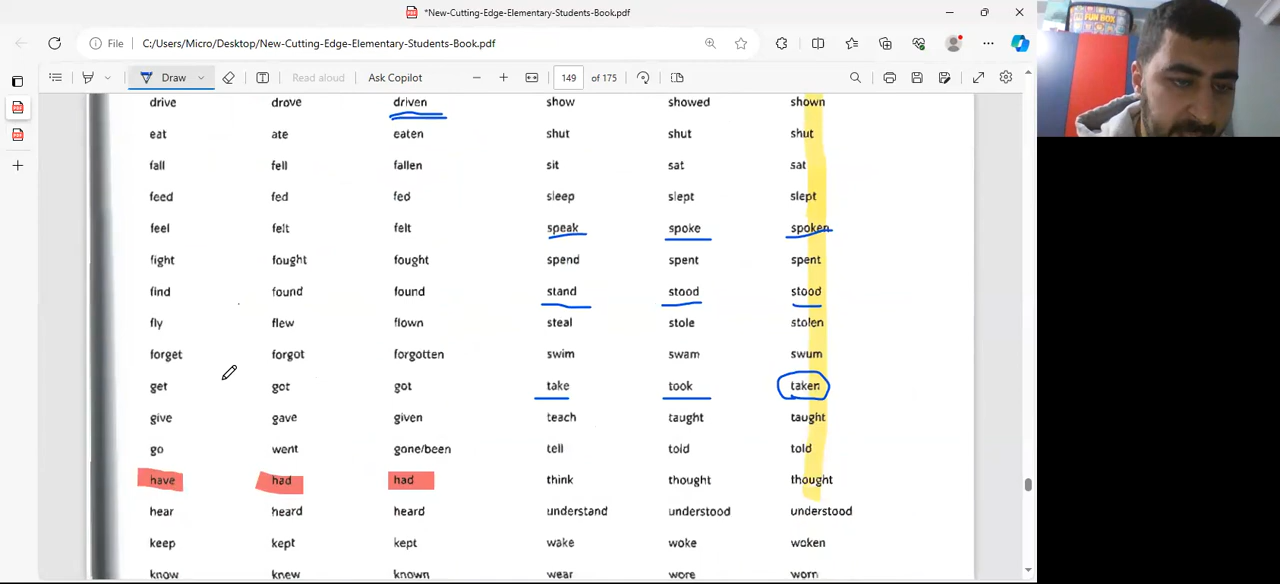 *New-Cutting-Edge-Elementary-Students-Book.pdf
File C:/Users/Micro/Desktop/New-Cutting-Edge-Elementary-Students-Book.pdf
Draw Read aloud Ask Copilot 149 of 175
drive drove driven show showed shown
eat ate eaten shut shut shut
fall fell fallen sit sat sat
feed fed fed sleep slept slept
feel felt felt speak spoke spoken
fight fought fought spend spent spent
find found found stand stood stood
fly flew flown steal stole stolen
forget forgot forgotten swim swam swum
get got got take took taken
give gave given teach taught taught
go went gone/been tell told told
have had had think thought thought
hear heard heard understand understood understood
keep kept kept wake woke woken
know knew known wear wore worn
FUN BOX